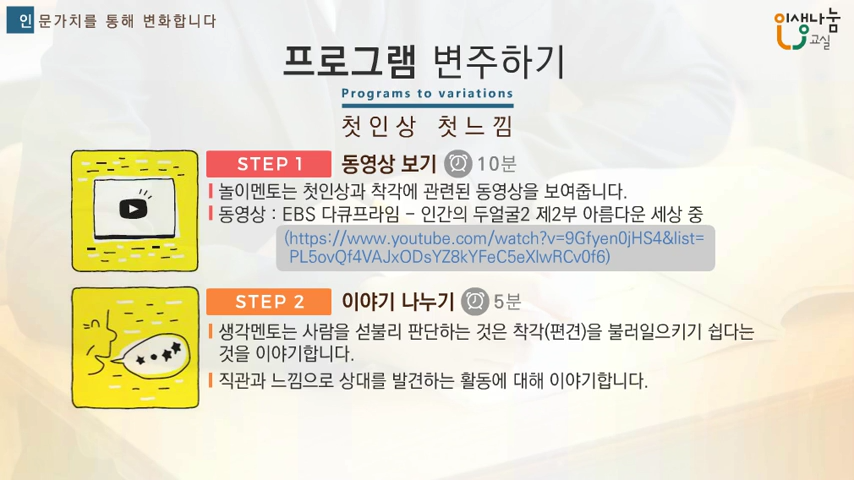 인문가치를 통해 변화합니다
인생나눔
교실
프로그램 변주하기
Programs to variations
첫인상 첫느낌
STEP 1 동영상 보기 10분
놀이멘토는 첫인상과 착각에 관련된 동영상을 보여줍니다.
동영상 : EBS 다큐프라임 - 인간의 두얼굴2 제2부 아름다운 세상 중
(https://www.youtube.com/watch?v=9Gfyen0jHS4&list=
PL5ovQf4VAJxODsYZ8kYFeC5eXlwRCv0f6)
STEP 2 이야기 나누기 5분
생각멘토는 사람을 섣불리 판단하는 것은 착각(편견)을 불러일으키기 쉽다는
것을 이야기합니다.
직관과 느낌으로 상대를 발견하는 활동에 대해 이야기합니다.